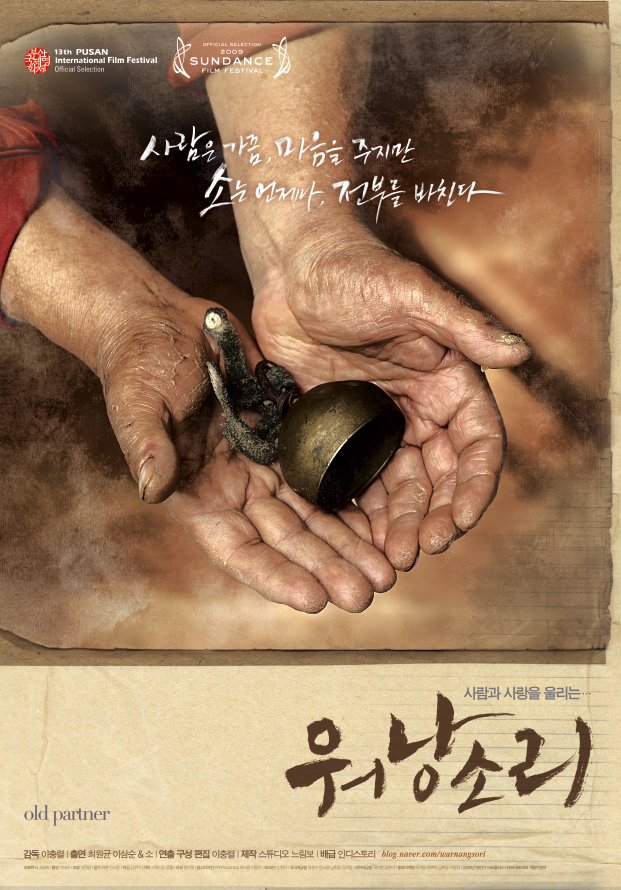 13th PUSAN
International Film Festival
Official Selection
OFFICIAL SELECTION
2009
SUNDANCE
FILM FESTIVAL
사람은 가끔, 마음을 주지만
소는 언제나, 전부를 바친다
사람과 사랑을 울리는…
워낭소리
old partner
감독 이충렬 | 출연 최원균 이삼순 & 소 | 연출 구성 편집 이충렬 | 제작 스튜디오 느림보 | 배급 인디스토리 blog.naver.com/warnangsori